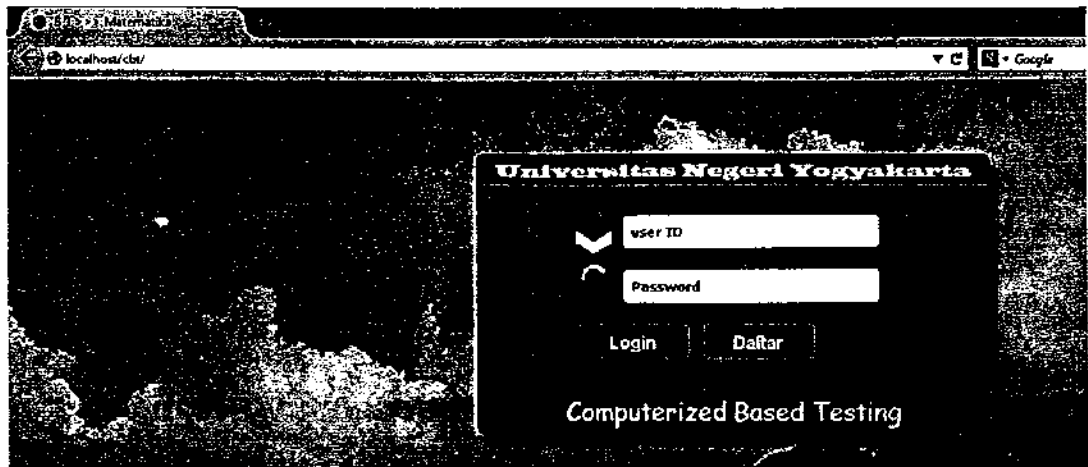 Matematika
localhost/cbt/
Google
Universitas Negeri Yogyakarta
user ID
Password
Login Daftar
Computerized Based Testing